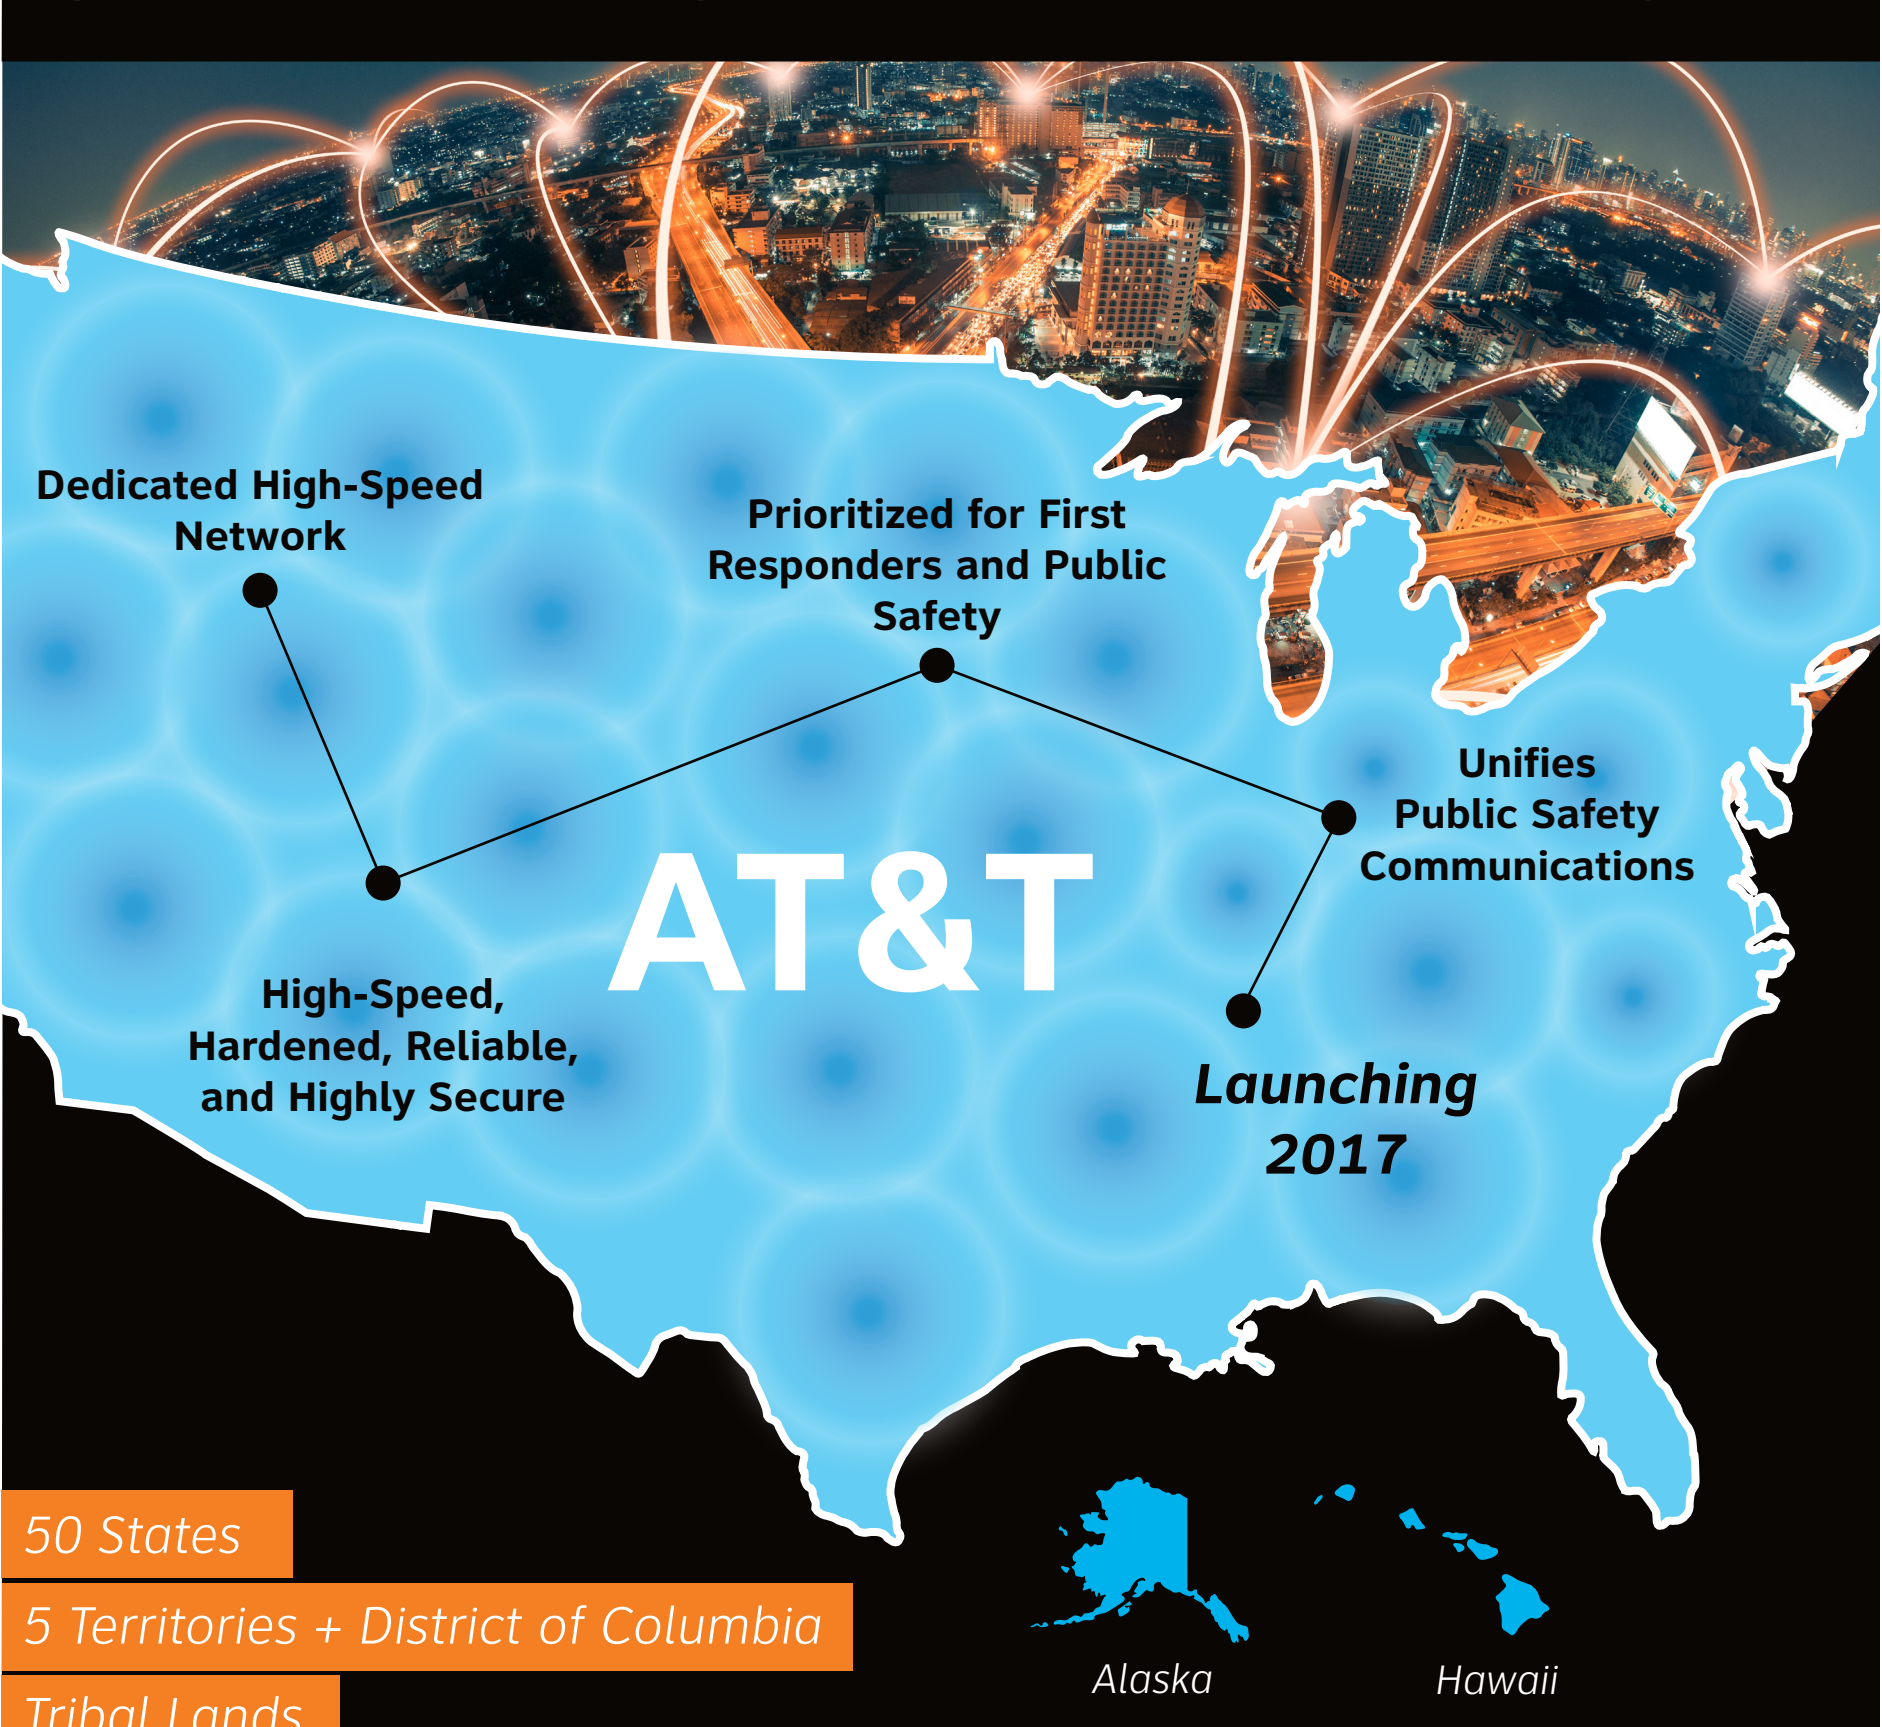 Dedicated High-Speed
Network
Prioritized for First
Responders and Public
Safety
Unifies
Public Safety
Communications
AT&T
High-Speed,
Hardened, Reliable,
and Highly Secure
Launching
2017
50 States
5 Territories + District of Columbia
Tribal Lands
Alaska
Hawaii